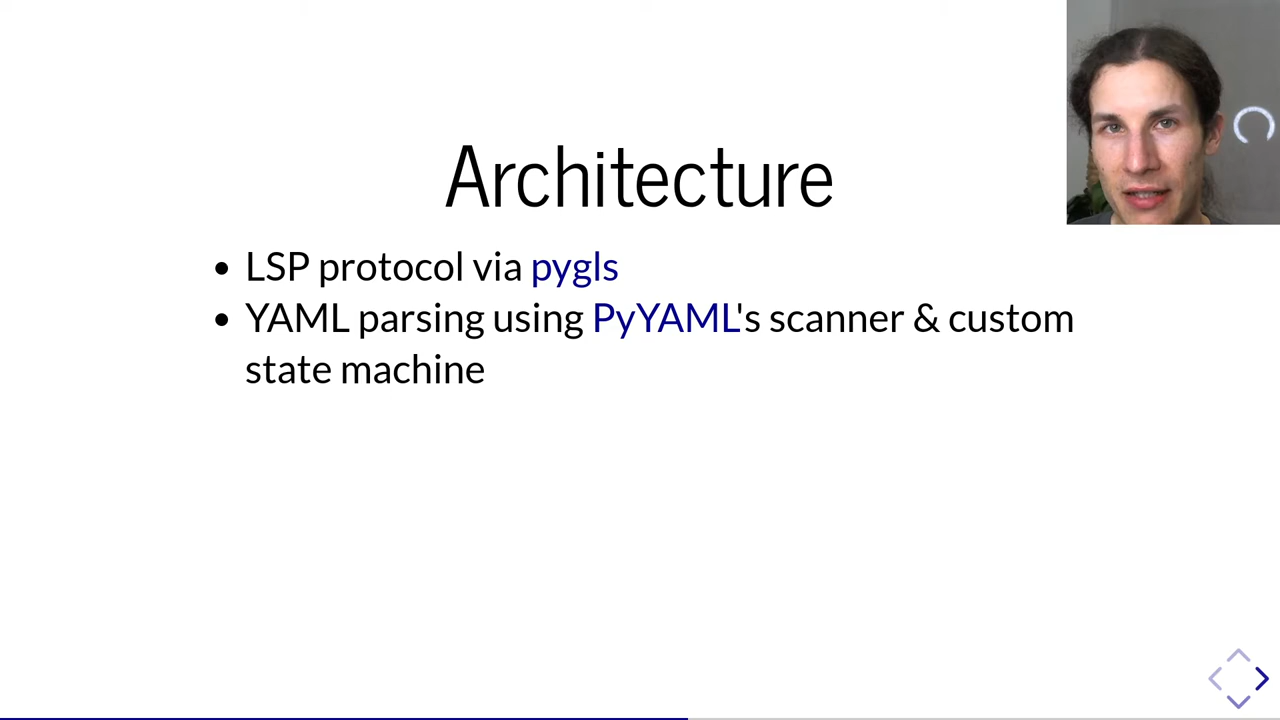 Architecture
LSP protocol via pygls
YAML parsing using PyYAML's scanner & custom
state machine